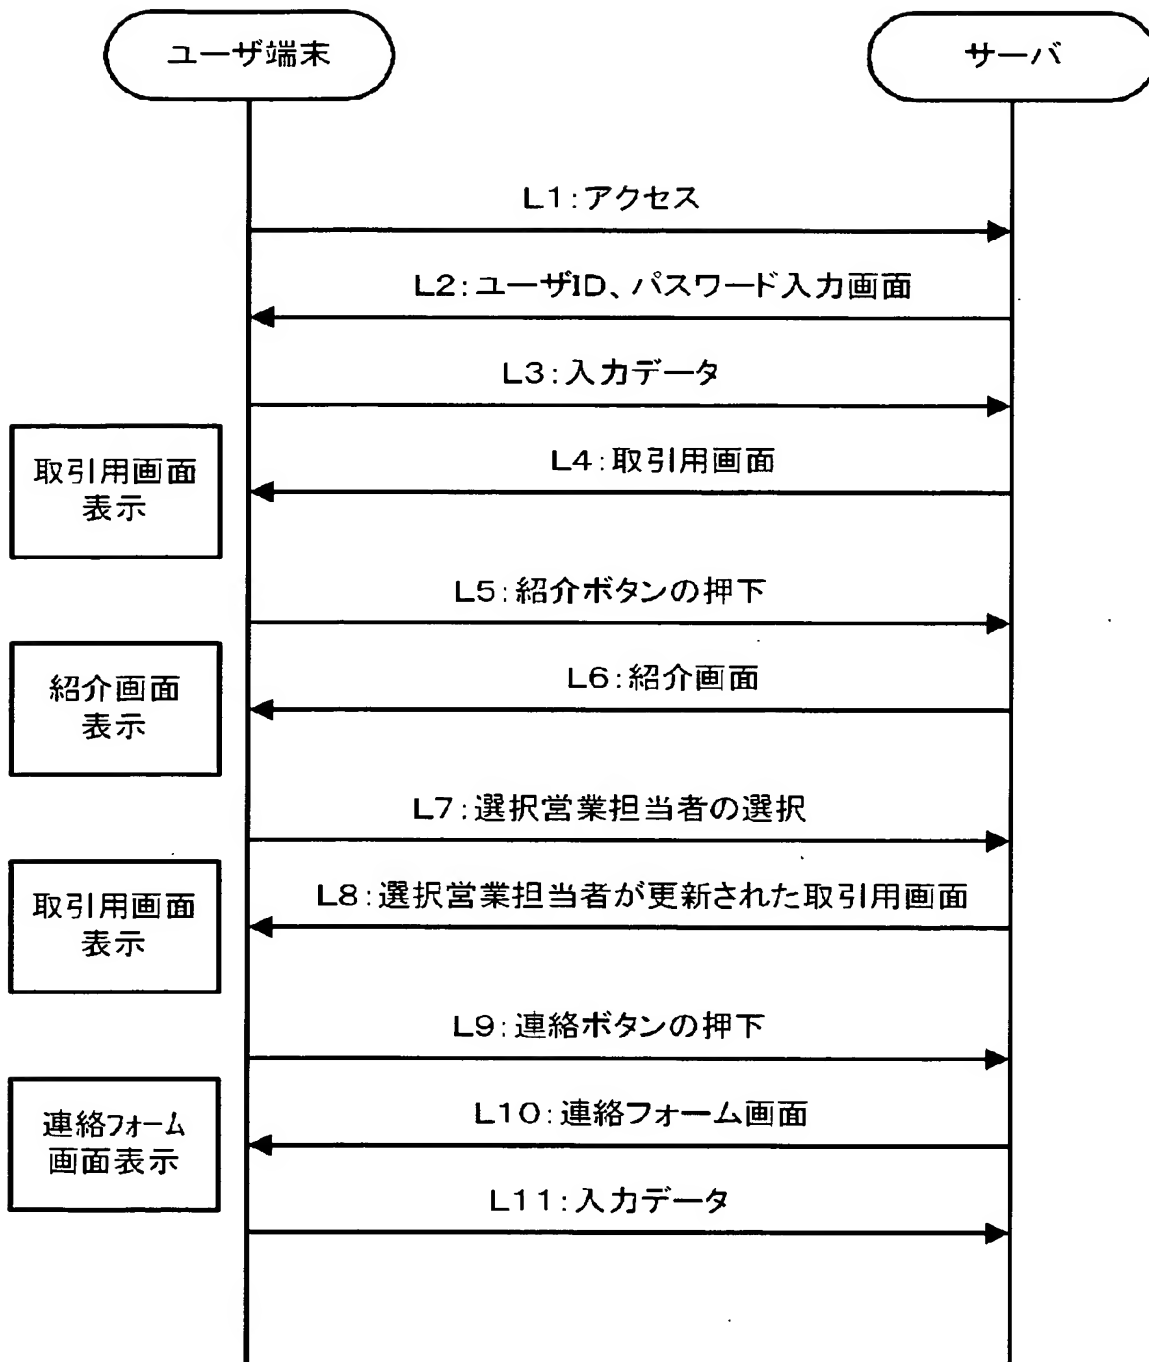 ユーザ端末
サーバ
L1:アクセス
L2:ユーザID、パスワード入力画面
L3:入力データ
L4:取引用画面
取引用画面
表示
L5:紹介ボタンの押下
L6:紹介画面
紹介画面
表示
L7:選択営業担当者の選択
L8:選択営業担当者が更新された取引用画面
取引用画面
表示
L9:連絡ボタンの押下
L10:連絡フォーム画面
連絡フォーム
画面表示
L11:入力データ